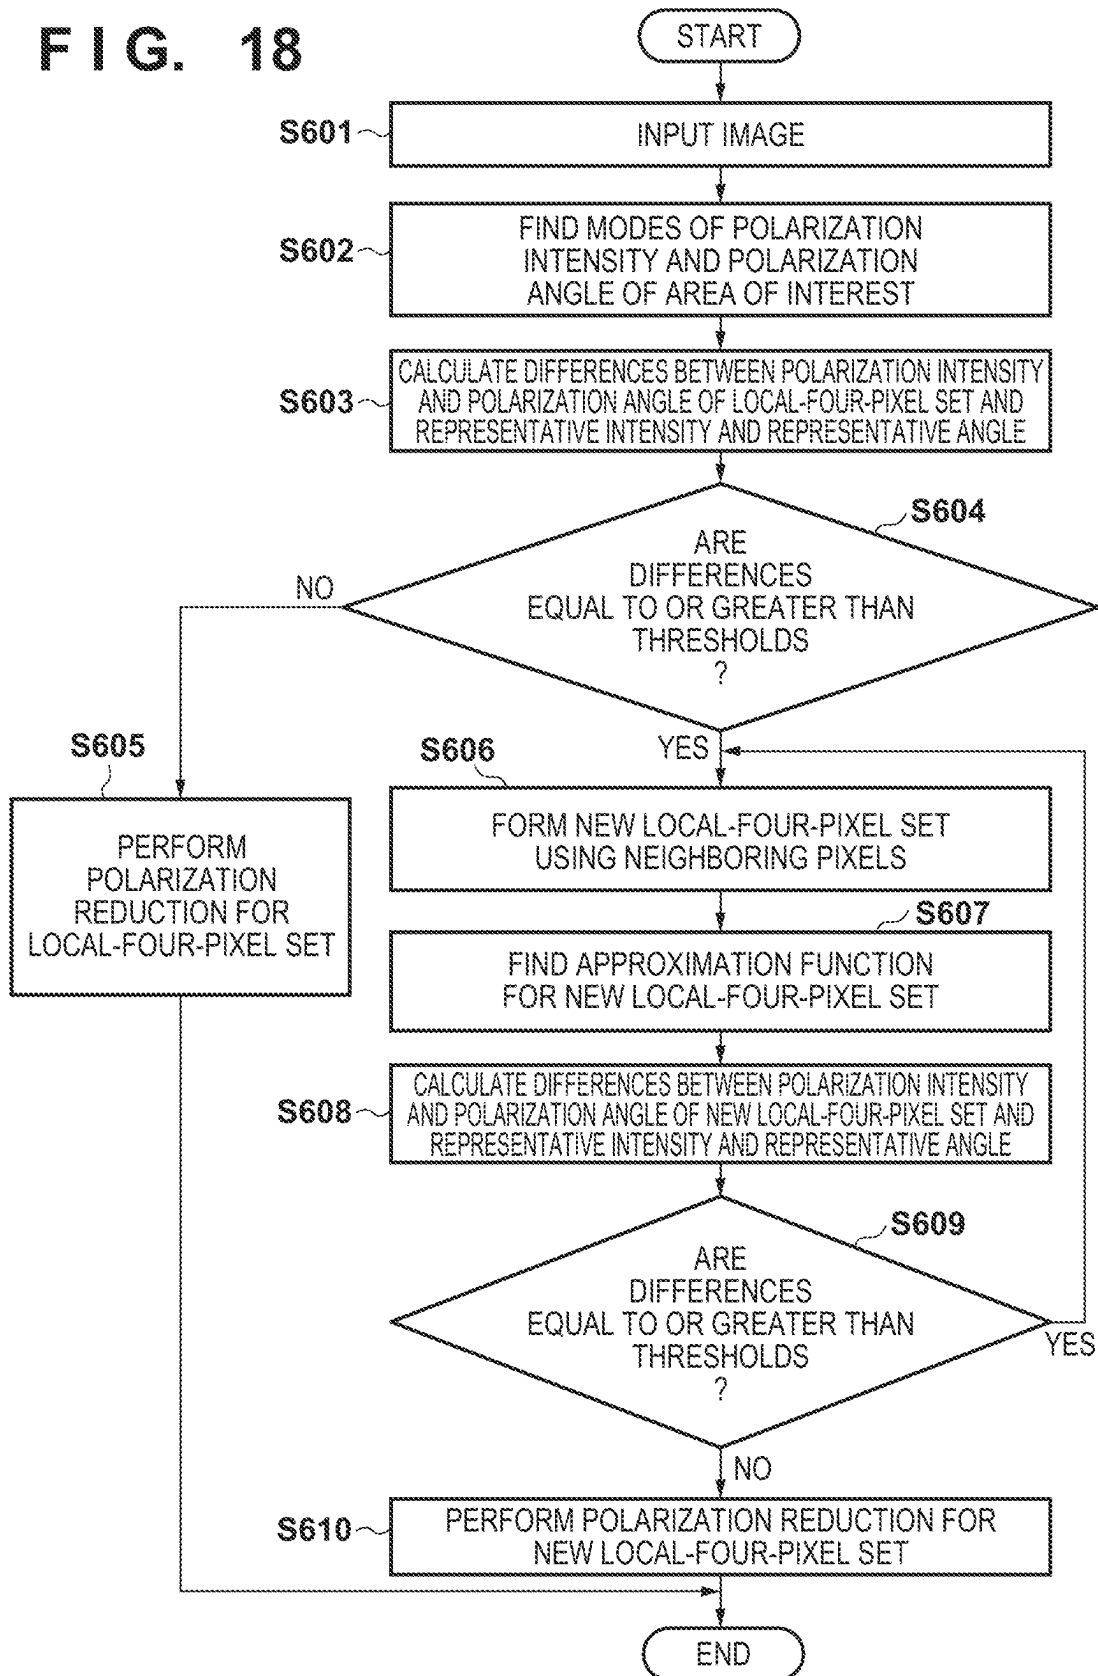 FIG. 18
START
S601
INPUT IMAGE
S602
FIND MODES OF POLARIZATION
INTENSITY AND POLARIZATION
ANGLE OF AREA OF INTEREST
S603
CALCULATE DIFFERENCES BETWEEN POLARIZATION INTENSITY
AND POLARIZATION ANGLE OF LOCAL-FOUR-PIXEL SET AND
REPRESENTATIVE INTENSITY AND REPRESENTATIVE ANGLE
S604
ARE
DIFFERENCES
EQUAL TO OR GREATER THAN
THRESHOLDS
?
NO
YES
S605
PERFORM
POLARIZATION
REDUCTION FOR
LOCAL-FOUR-PIXEL SET
S606
FORM NEW LOCAL-FOUR-PIXEL SET
USING NEIGHBORING PIXELS
S607
FIND APPROXIMATION FUNCTION
FOR NEW LOCAL-FOUR-PIXEL SET
S608
CALCULATE DIFFERENCES BETWEEN POLARIZATION INTENSITY
AND POLARIZATION ANGLE OF NEW LOCAL-FOUR-PIXEL SET AND
REPRESENTATIVE INTENSITY AND REPRESENTATIVE ANGLE
S609
ARE
DIFFERENCES
EQUAL TO OR GREATER THAN
THRESHOLDS
?
YES
NO
S610
PERFORM POLARIZATION REDUCTION FOR
NEW LOCAL-FOUR-PIXEL SET
END